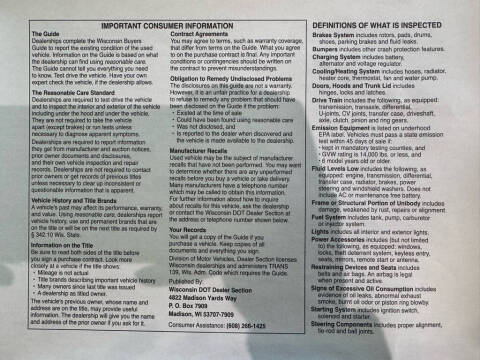 IMPORTANT CONSUMER INFORMATION
The Guide
Dealerships complete the Wisconsin Buyers
Guide to report the existing condition of the used
vehicle. Information on the Guide is based on what
the dealership can find using reasonable care.
The Guide cannot tell you everything you need
to know. Test drive the vehicle. Have your own
expert check the vehicle, if the dealership allows.
The Reasonable Care Standard
Dealerships are required to test drive the vehicle
and to inspect the interior and exterior of the vehicle
including under the hood and under the vehicle.
They are not required to take the vehicle
apart (except brakes) or run tests unless
necessary to diagnose apparent symptoms.
Dealerships are required to report information
they get from manufacturer and auction notices,
prior owner documents and disclosures,
and their own vehicle inspection and repair
records. Dealerships are not required to contact
prior owners or get records of previous titles
unless necessary to clear up inconsistent or
questionable information that is apparent.
Vehicle History and Title Brands
A vehicle's past may affect its performance, warranty,
and value. Using reasonable care, dealerships report
vehicle history, use and permanent brands that are
on the title or will be on the next title as required by
§ 342.10 Wis. Stats.
Information on the Title
Be sure to read both sides of the title before
you sign a purchase contract. Look more
closely at a vehicle if the title shows:
• Mileage is not actual
• Title brands describing important vehicle history
• Many owners since title was issued
• A dealership as titled owner.
The vehicle's previous owner, whose name and
address are on the title, may provide useful
information. The dealership will give you the name
and address of the prior owner if you ask for it.
Contract Agreements
You may agree to terms, such as warranty coverage,
that differ from terms on the Guide. What you agree
to on the purchase contract is final. Any important
conditions or contingencies should be written on
the contract to prevent misunderstandings.
Obligation to Remedy Undisclosed Problems
The disclosures on this guide are not a warranty.
However, it is an unfair practice for a dealership
to refuse to remedy any problem that should have
been disclosed on the Guide if the problem:
• Existed at the time of sale
• Could have been found using reasonable care
• Was not disclosed, and
• Is reported to the dealer when discovered and
the vehicle is made available to the dealership.
Manufacturer Recalls
Used vehicle may be the subject of manufacturer
recalls that have not been performed. You may want
to determine whether there are any unperformed
recalls before you buy a vehicle or take delivery.
Many manufacturers have a telephone number
which may be called to obtain this information.
For further information about how to inquire
about recalls for this vehicle, ask the dealership
or contact the Wisconsin DOT Dealer Section at
the address or telephone number shown below.
Your Records
You will get a copy of the Guide if you
purchase a vehicle. Keep copies of all
documents and everything you sign.
Division of Motor Vehicles, Dealer Section licenses
Wisconsin dealerships and administers TRANS
139, Wis. Adm. Code which requires the Guide.
Published By:
Wisconsin DOT Dealer Section
4822 Madison Yards Way
P.O. Box 7909
Madison, WI 53707-7909
Consumer Assistance: (608) 266-1425
DEFINITIONS OF WHAT IS INSPECTED
Brakes System includes rotors, pads, drums,
shoes, parking brakes and fluid leaks.
Bumpers includes other crash protection features.
Charging System includes battery,
alternator and voltage regulator.
Cooling/Heating System includes hoses, radiator,
heater core, thermostat, fan and water pump.
Doors, Hoods and Trunk Lid includes
hinges, locks and latches.
Drive Train includes the following, as equipped:
transmission, transaxle, differential,
U-joints, CV joints, transfer case, driveshaft,
axle, clutch, pinion and ring gears.
Emission Equipment is listed on underhood
EPA label. Vehicles must pass a state emission
test within 45 days of sale if:
• kept in mandatory testing counties, and
• GVW rating is 14,000 lbs. or less, and
• 6 model years old or older.
Fluid Levels Low includes the following, as
equipped: engine, transmission, differential,
transfer case, radiator, brakes, power
steering and windshield washers. Does not
include AC or maintenance free battery.
Frame or Structural Portion of Unibody includes
damage, weakened by rust, repairs or alignment.
Fuel System includes tank, pump, carburetor
or injector system.
Lights includes all interior and exterior lights.
Power Accessories includes (but not limited
to) the following, as equipped: windows,
locks, theft deterrent system, keyless entry,
seats, mirrors, remote start or antenna.
Restraining Devices and Seats includes
belts and air bags. An airbag is legal
when present and active.
Signs of Excessive Oil Consumption includes
evidence of oil leaks, abnormal exhaust
smoke, burnt oil odor or piston ring blowby.
Starting System includes ignition switch,
solenoid and starter.
Steering Components includes proper alignment,
tie-rod and ball joints.